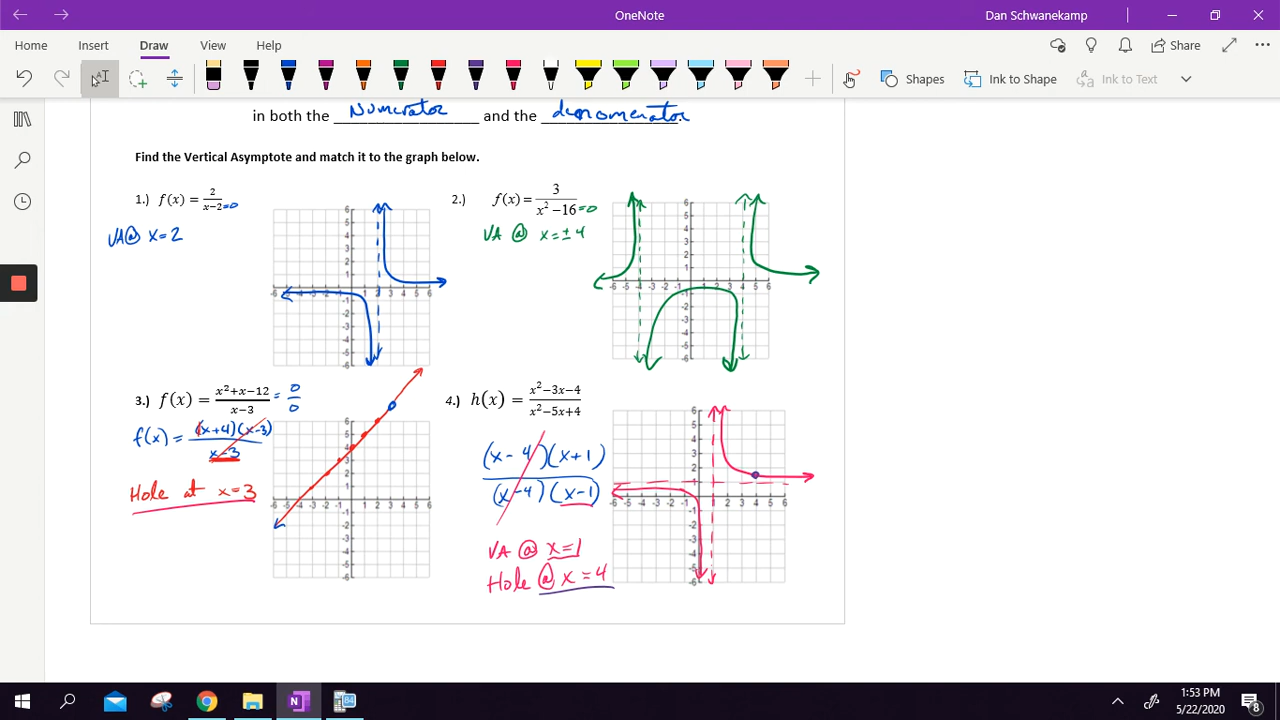 OneNote
Dan Schwanekamp
Home Insert Draw View Help
Share
Shapes
Ink to Shape
Ink to Text
in both the Numerator and the denomerator.
Find the Vertical Asymptote and match it to the graph below.
1.) f(x) = 2/(x−2) =0
VA@ x=2
2.) f(x) = 3/(x² −16) =0
VA @ x=±4
3.) f(x) = (x²+x−12)/(x−3) = 0/0
f(x) = (x+4)(x-3)/(x-3)
Hole at x=3
4.) h(x) = (x²−3x−4)/(x²−5x+4)
(x-4)(x+1)
(x-4)(x-1)
VA @ x=1
Hole @ x=4
1:53 PM
5/22/2020
8